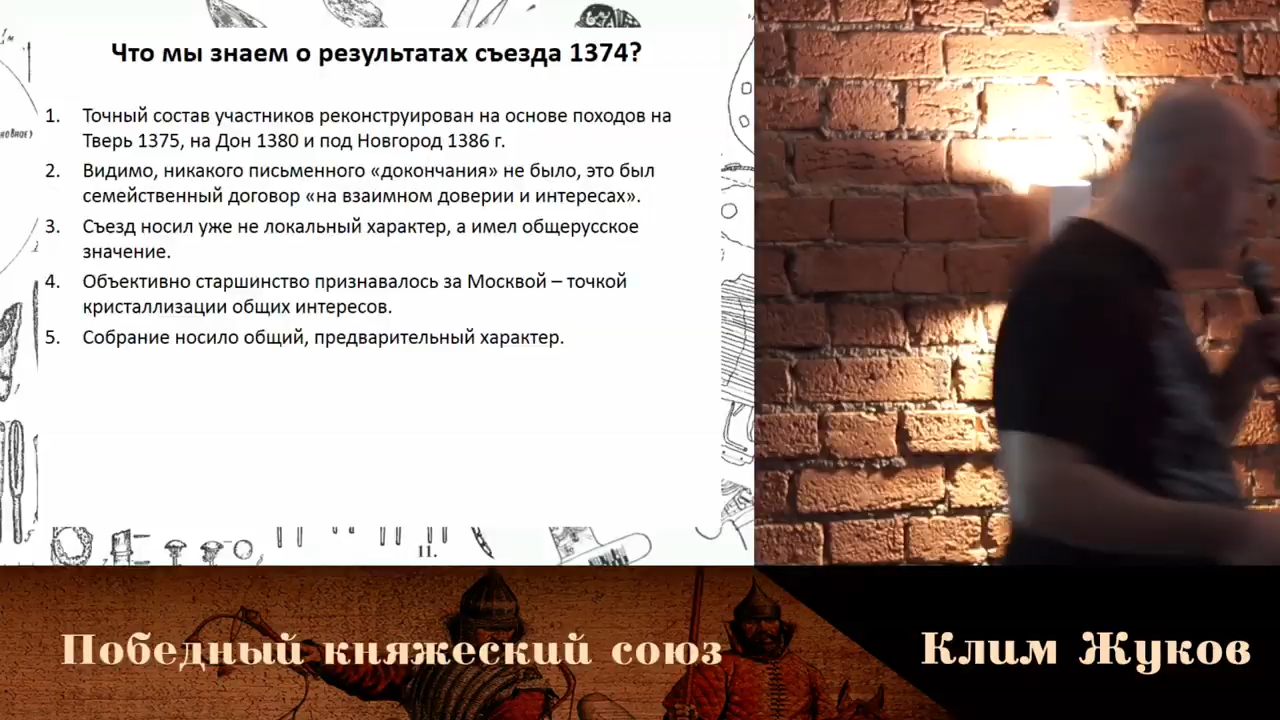 Что мы знаем о результатах съезда 1374?
1. Точный состав участников реконструирован на основе походов на
Тверь 1375, на Дон 1380 и под Новгород 1386 г.
2. Видимо, никакого письменного «докончания» не было, это был
семейственный договор «на взаимном доверии и интересах».
3. Съезд носил уже не локальный характер, а имел общерусское
значение.
4. Объективно старшинство признавалось за Москвой – точкой
кристаллизации общих интересов.
5. Собрание носило общий, предварительный характер.
11.
Победный княжеский союз
Клим Жуков